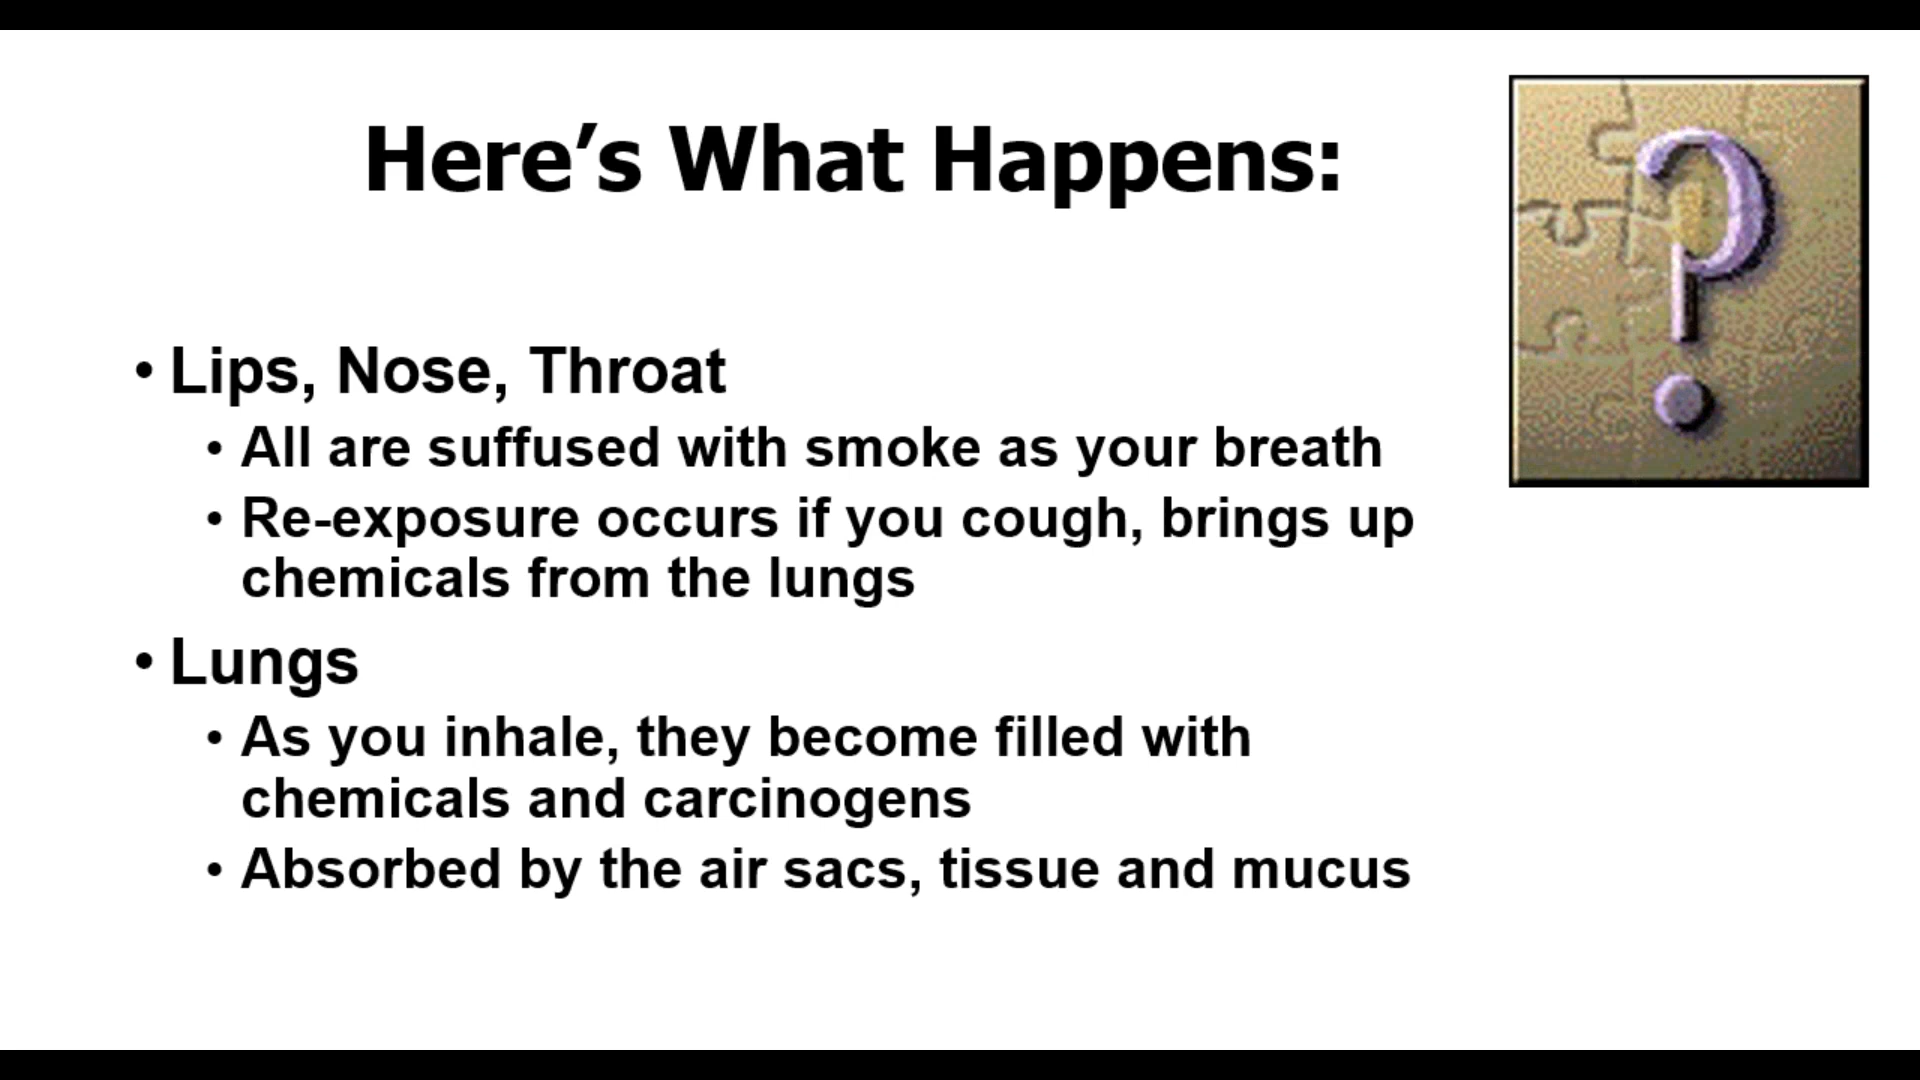 Here’s What Happens:
• Lips, Nose, Throat
• All are suffused with smoke as your breath
• Re-exposure occurs if you cough, brings up
chemicals from the lungs
• Lungs
• As you inhale, they become filled with
chemicals and carcinogens
• Absorbed by the air sacs, tissue and mucus
?